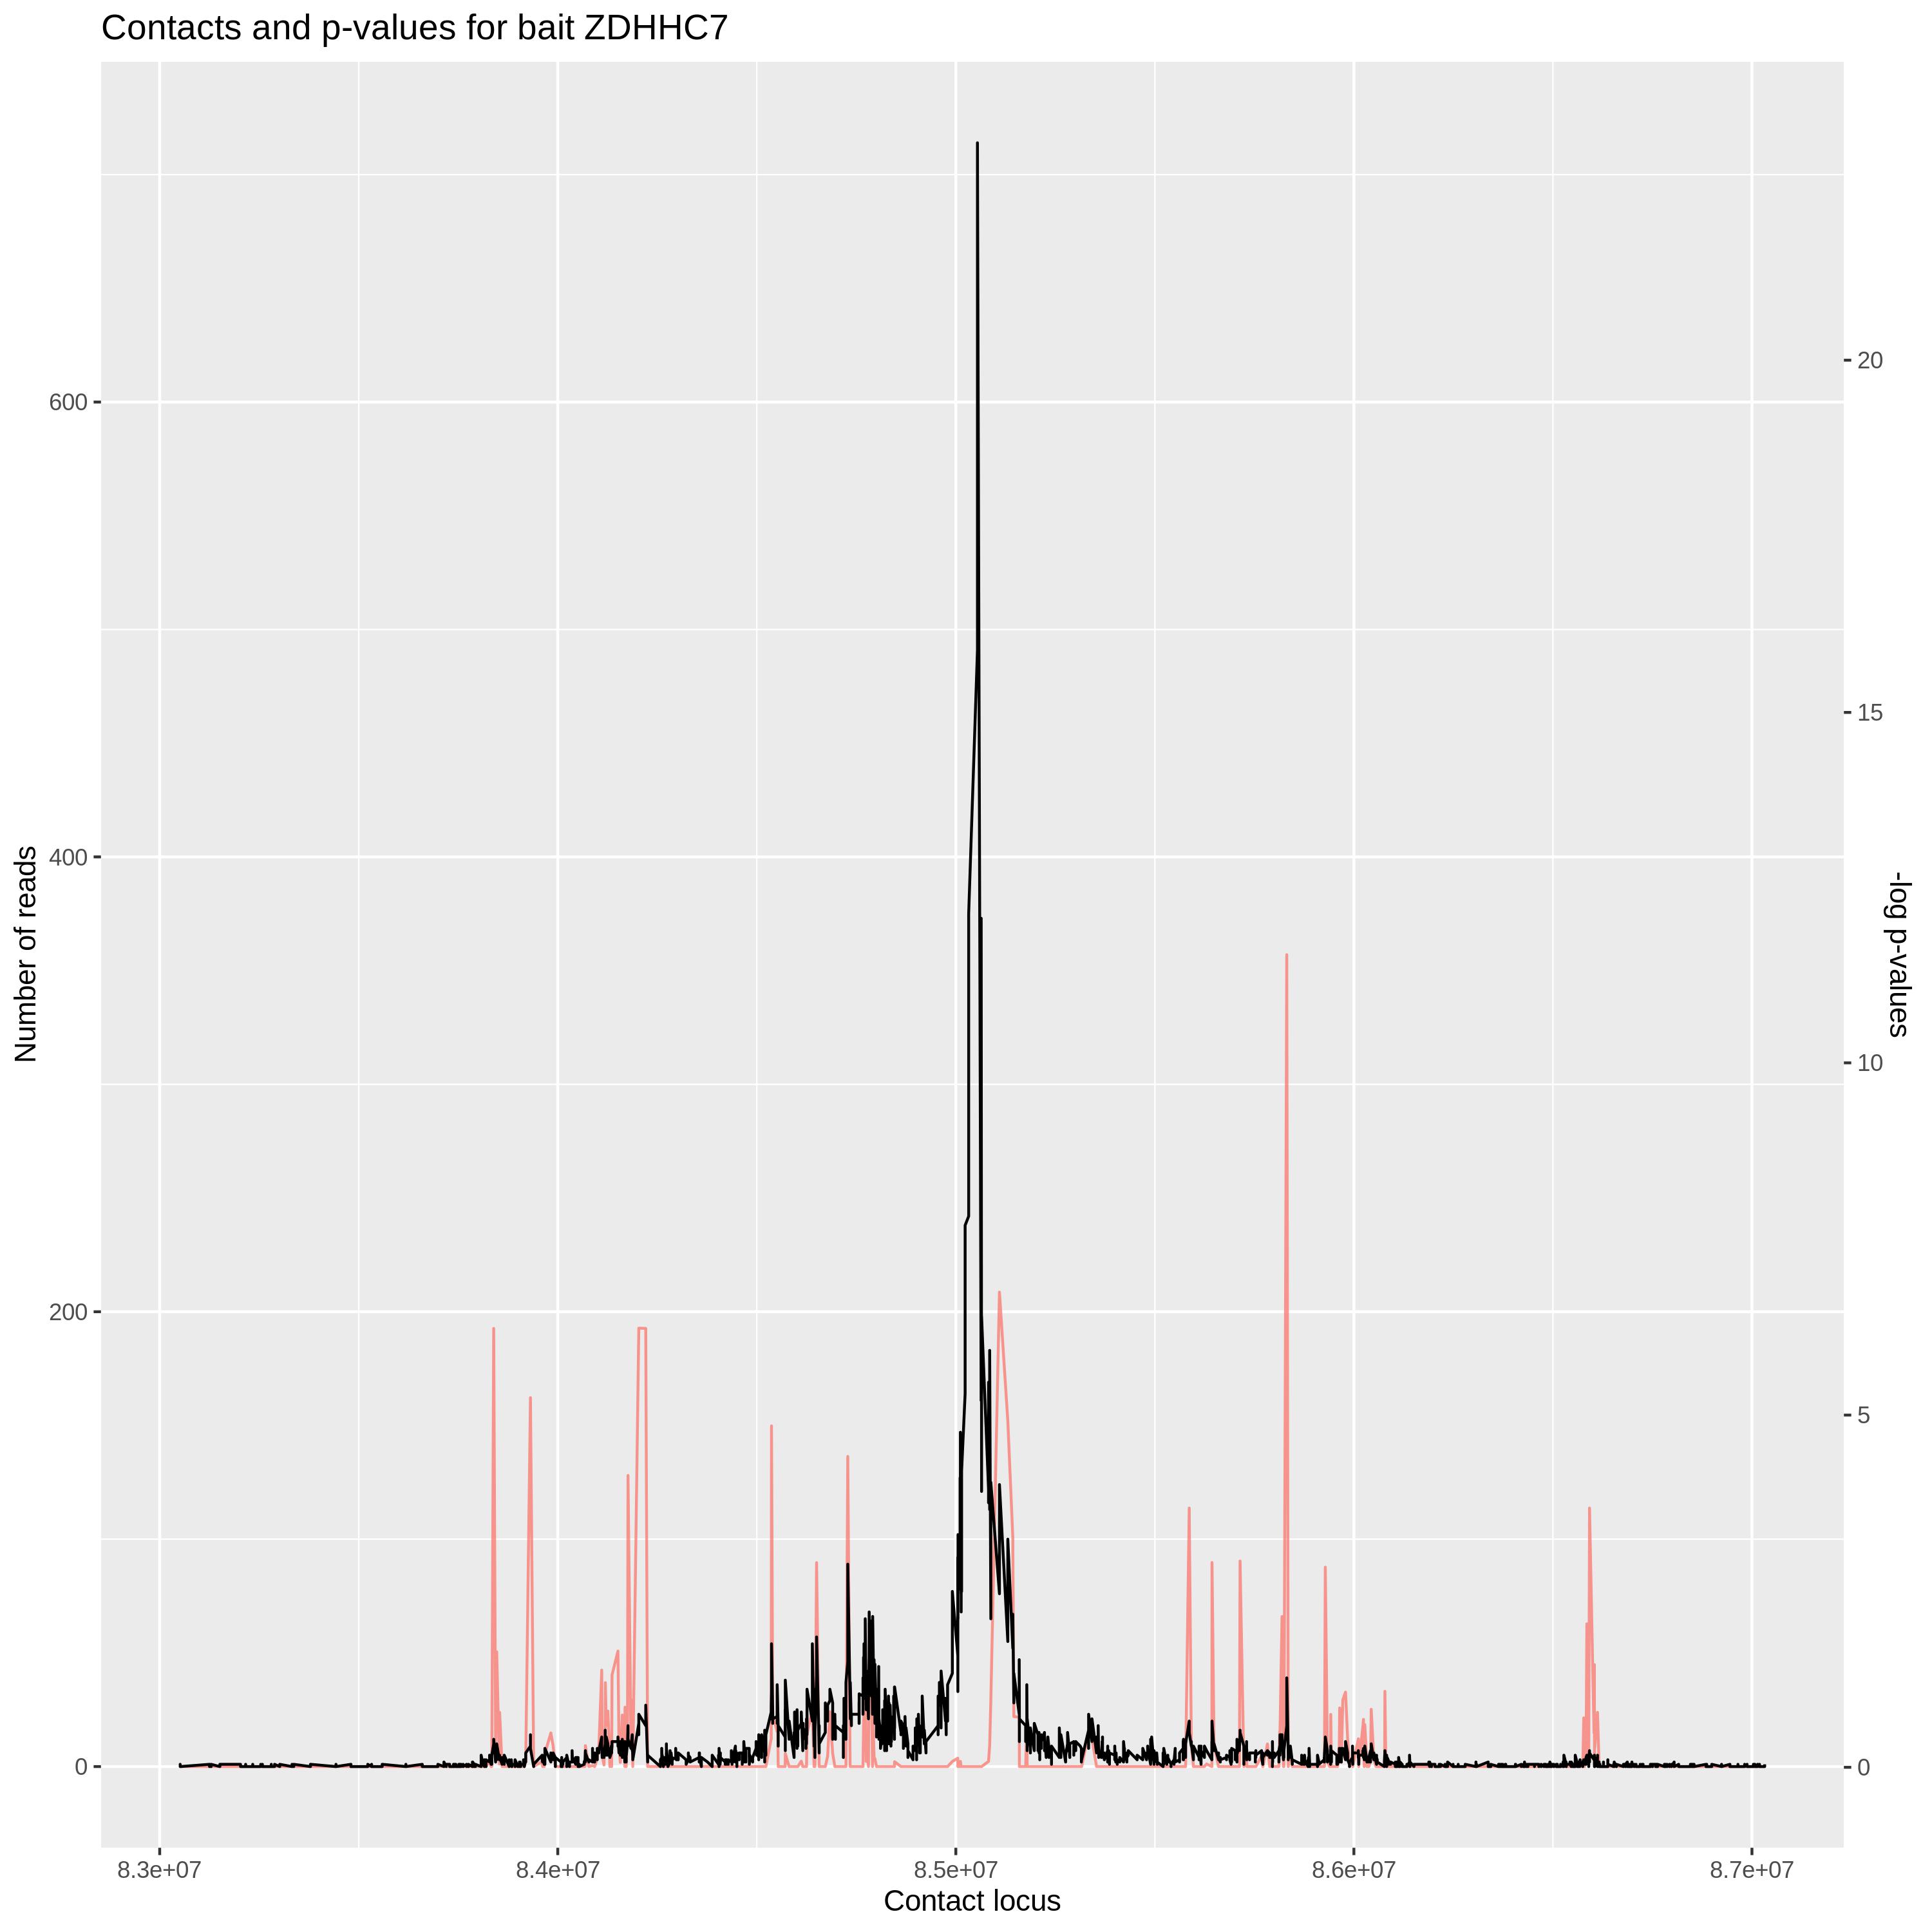 Contacts and p-values for bait ZDHHC7
Number of reads
600
400
200
0
20
15
10
5
0
-log p-values
8.3e+07
8.4e+07
8.5e+07
8.6e+07
8.7e+07
Contact locus